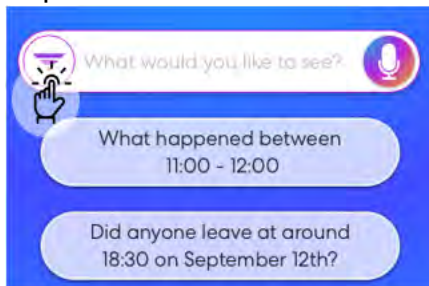 What would you like to see?
What happened between
11:00 - 12:00
Did anyone leave at around
18:30 on September 12th?